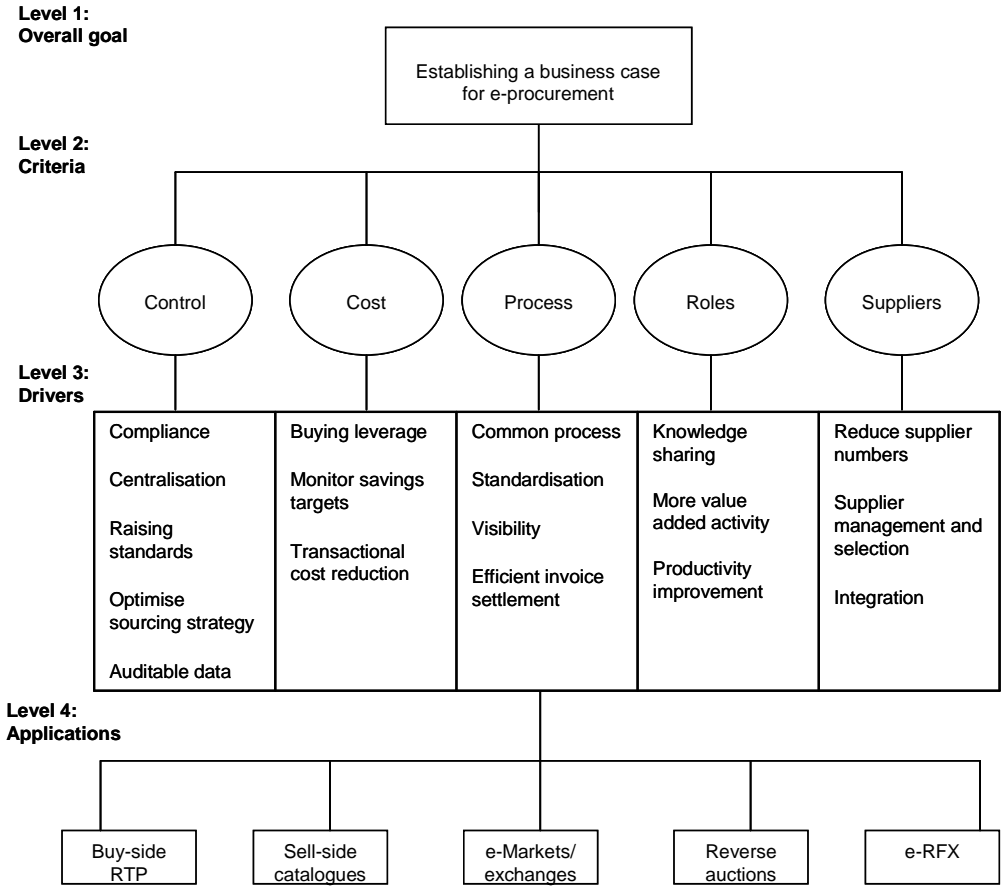 Level 1:
Overall goal
Establishing a business case
for e-procurement
Level 2:
Criteria
Control
Cost
Process
Roles
Suppliers
Level 3:
Drivers
Compliance
Centralisation
Raising
standards
Optimise
sourcing strategy
Auditable data
Buying leverage
Monitor savings
targets
Transactional
cost reduction
Common process
Standardisation
Visibility
Efficient invoice
settlement
Knowledge
sharing
More value
added activity
Productivity
improvement
Reduce supplier
numbers
Supplier
management and
selection
Integration
Level 4:
Applications
Buy-side
RTP
Sell-side
catalogues
e-Markets/
exchanges
Reverse
auctions
e-RFX